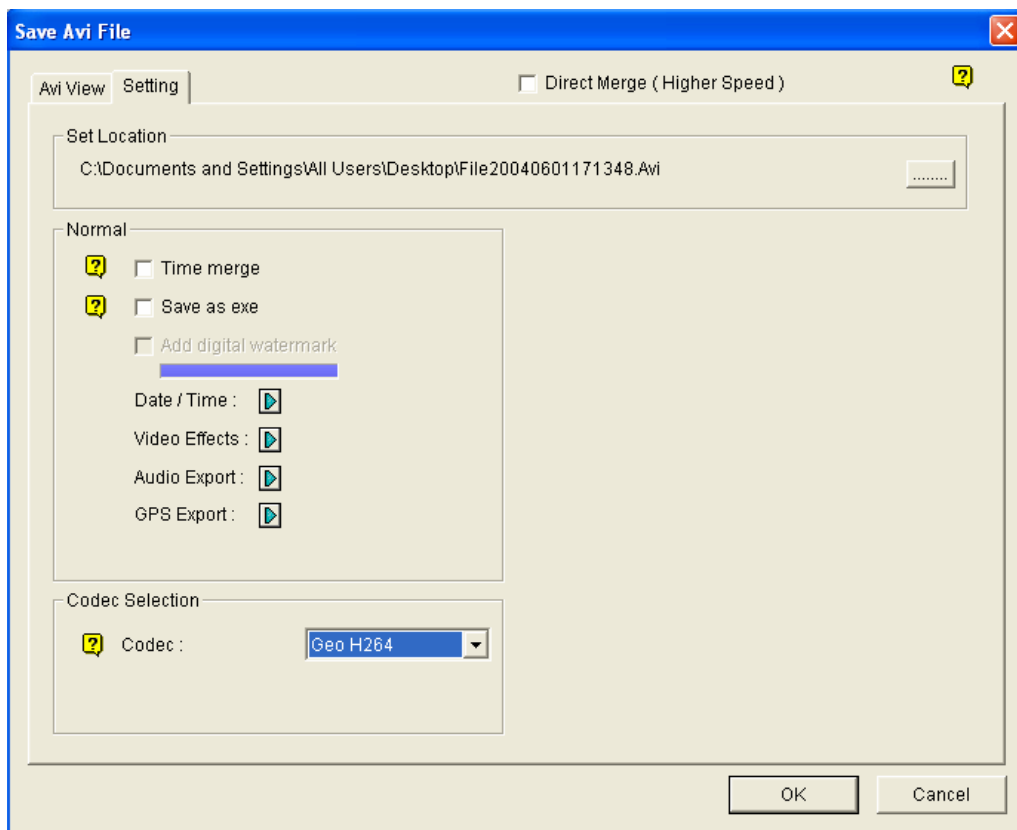 Save Avi File
Avi View
Setting
Direct Merge ( Higher Speed )
Set Location
C:\Documents and Settings\All Users\Desktop\File20040601171348.Avi
........
Normal
Time merge
Save as exe
Add digital watermark
Date / Time :
Video Effects :
Audio Export :
GPS Export :
Codec Selection
Codec :
Geo H264
OK
Cancel